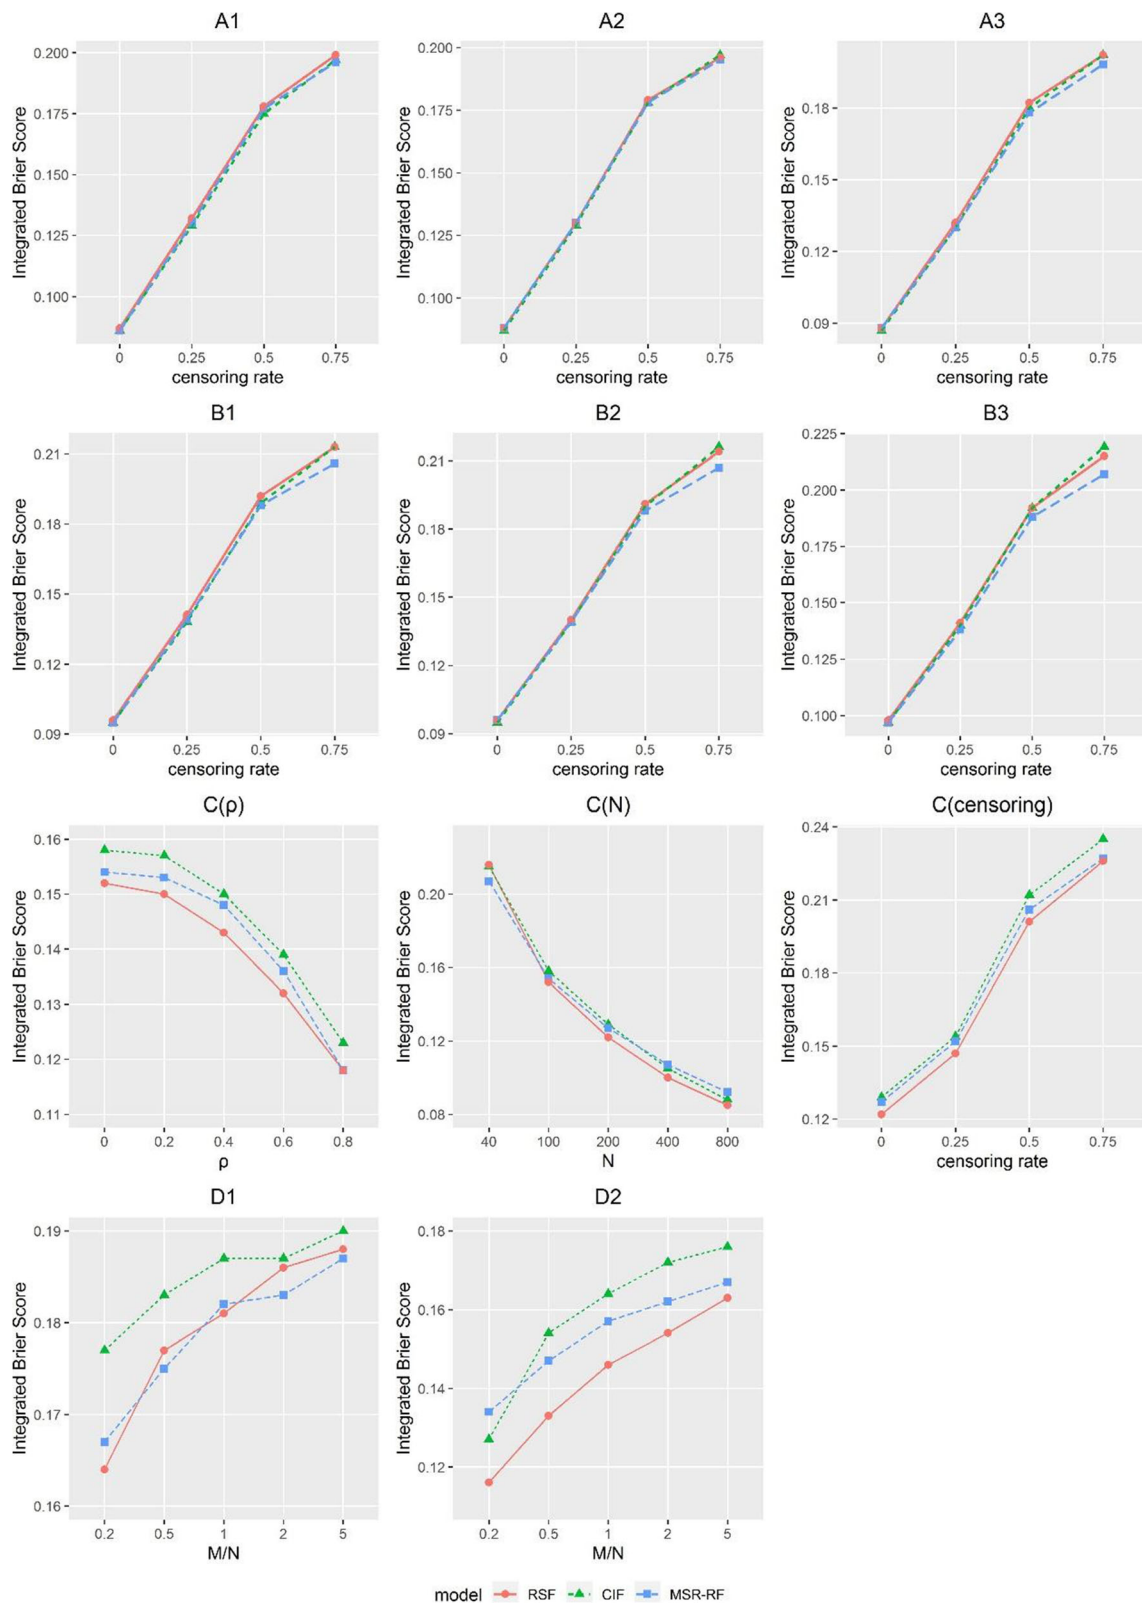 A1 A2 A3
Integrated Brier Score
0.200
0.175
0.150
0.125
0.100
0 0.25 0.5 0.75
censoring rate
Integrated Brier Score
0.200
0.175
0.150
0.125
0.100
0 0.25 0.5 0.75
censoring rate
Integrated Brier Score
0.18
0.15
0.12
0.09
0 0.25 0.5 0.75
censoring rate
B1 B2 B3
Integrated Brier Score
0.21
0.18
0.15
0.12
0.09
0 0.25 0.5 0.75
censoring rate
Integrated Brier Score
0.21
0.18
0.15
0.12
0.09
0 0.25 0.5 0.75
censoring rate
Integrated Brier Score
0.225
0.200
0.175
0.150
0.125
0.100
0 0.25 0.5 0.75
censoring rate
C(ρ) C(N) C(censoring)
Integrated Brier Score
0.16
0.15
0.14
0.13
0.12
0.11
0 0.2 0.4 0.6 0.8
ρ
Integrated Brier Score
0.20
0.16
0.12
0.08
40 100 200 400 800
N
Integrated Brier Score
0.24
0.21
0.18
0.15
0.12
0 0.25 0.5 0.75
censoring rate
D1 D2
Integrated Brier Score
0.19
0.18
0.17
0.16
0.2 0.5 1 2 5
M/N
Integrated Brier Score
0.18
0.16
0.14
0.12
0.2 0.5 1 2 5
M/N
model RSF CIF MSR-RF